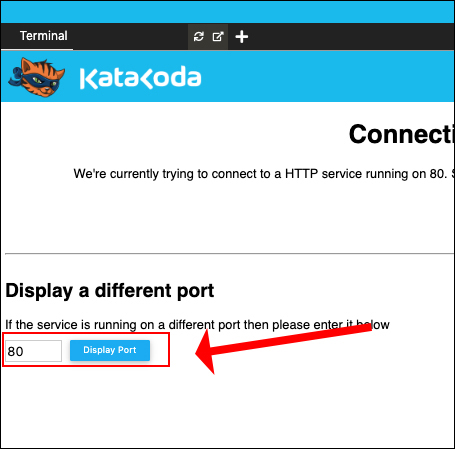 Terminal
KataKoda
Connecti
We're currently trying to connect to a HTTP service running on 80. S
Display a different port
If the service is running on a different port then please enter it below
80 Display Port